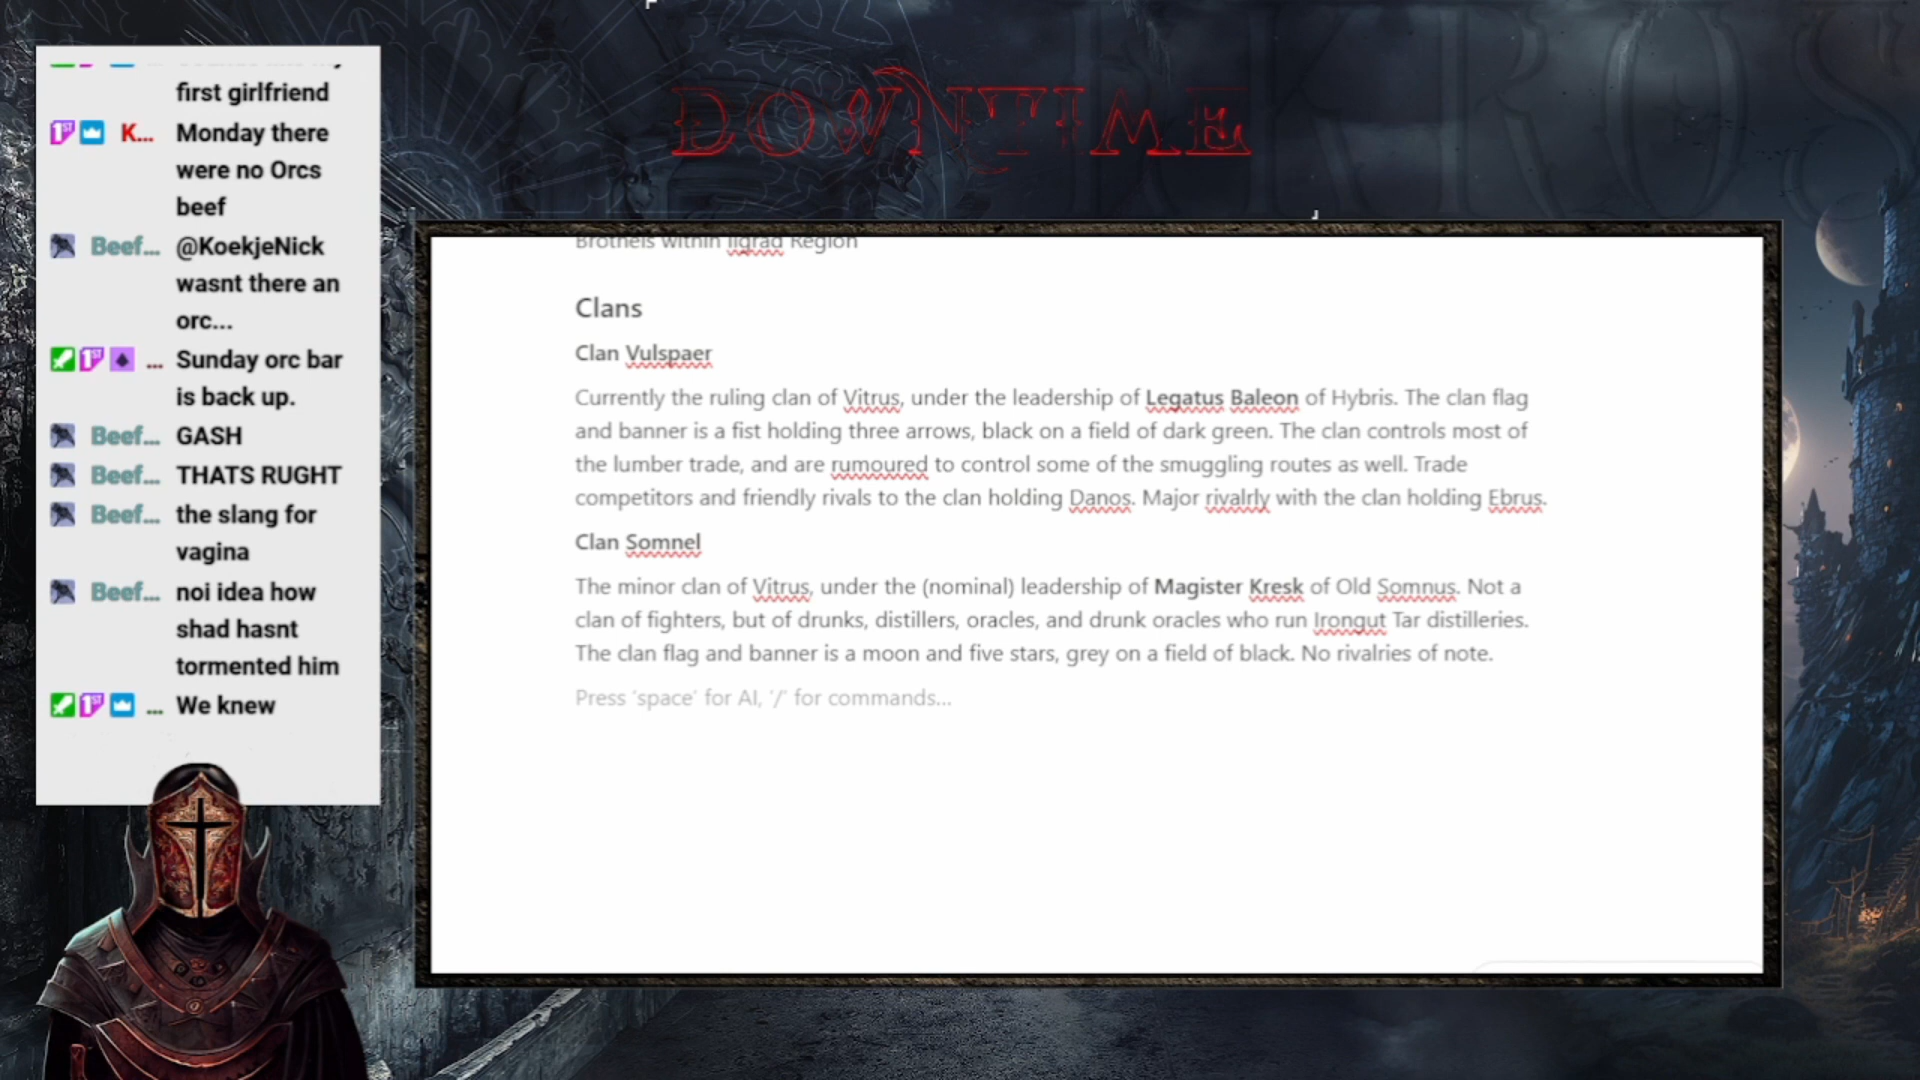 DOWNTIME
first girlfriend
K... Monday there
were no Orcs
beef
Beef... @KoekjeNick
wasnt there an
orc...
... Sunday orc bar
is back up.
Beef... GASH
Beef... THATS RUGHT
Beef... the slang for
vagina
Beef... noi idea how
shad hasnt
tormented him
... We knew
Brothels within Ilgrad Region
Clans
Clan Vulspaer
Currently the ruling clan of Vitrus, under the leadership of Legatus Baleon of Hybris. The clan flag
and banner is a fist holding three arrows, black on a field of dark green. The clan controls most of
the lumber trade, and are rumoured to control some of the smuggling routes as well. Trade
competitors and friendly rivals to the clan holding Danos. Major rivalrly with the clan holding Ebrus.
Clan Somnel
The minor clan of Vitrus, under the (nominal) leadership of Magister Kresk of Old Somnus. Not a
clan of fighters, but of drunks, distillers, oracles, and drunk oracles who run Irongut Tar distilleries.
The clan flag and banner is a moon and five stars, grey on a field of black. No rivalries of note.
Press 'space' for AI, '/' for commands...